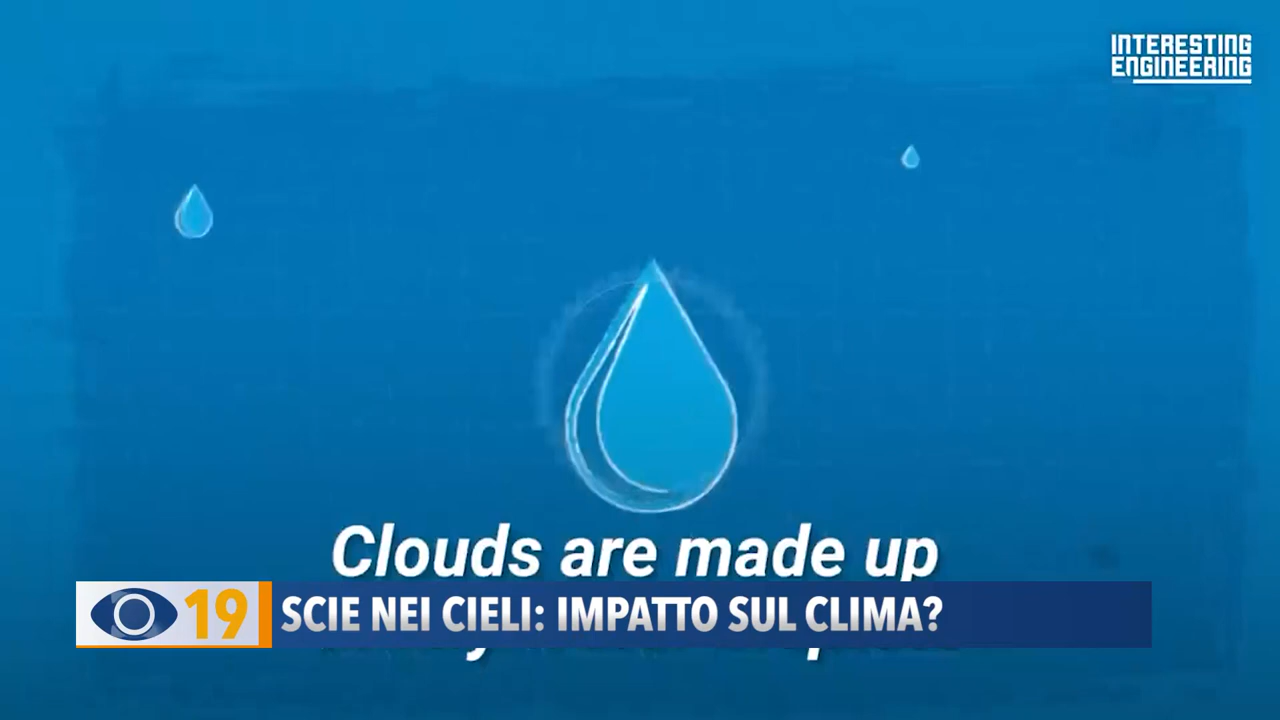 INTERESTING
ENGINEERING
Clouds are made up
19
SCIE NEI CIELI: IMPATTO SUL CLIMA?